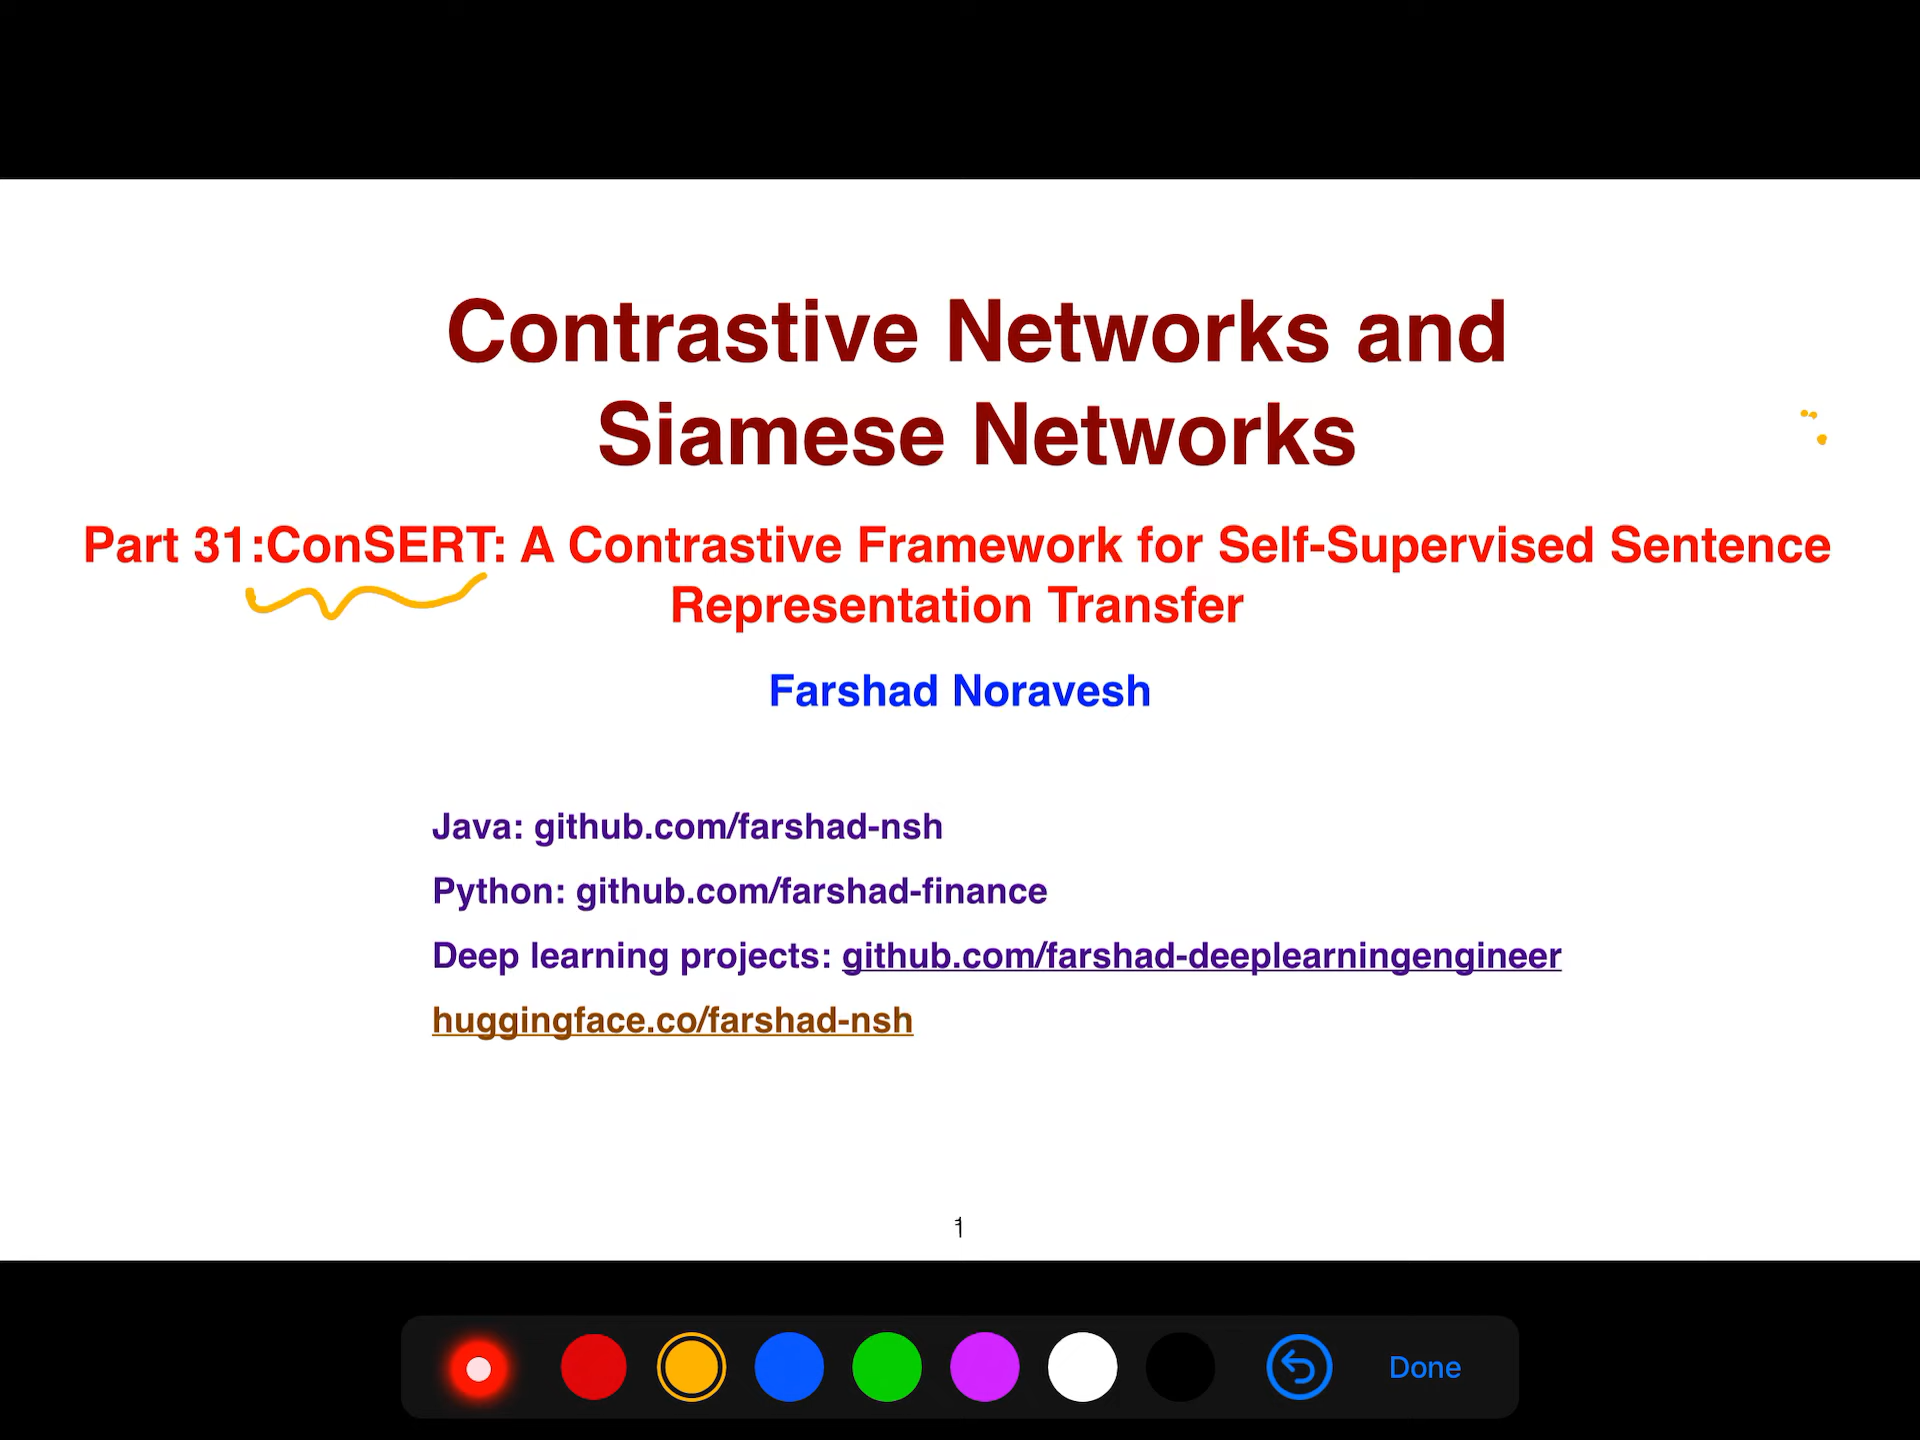 Contrastive Networks and
Siamese Networks
Part 31:ConSERT: A Contrastive Framework for Self-Supervised Sentence
Representation Transfer
Farshad Noravesh
Java: github.com/farshad-nsh
Python: github.com/farshad-finance
Deep learning projects: github.com/farshad-deeplearningengineer
huggingface.co/farshad-nsh
1
Done